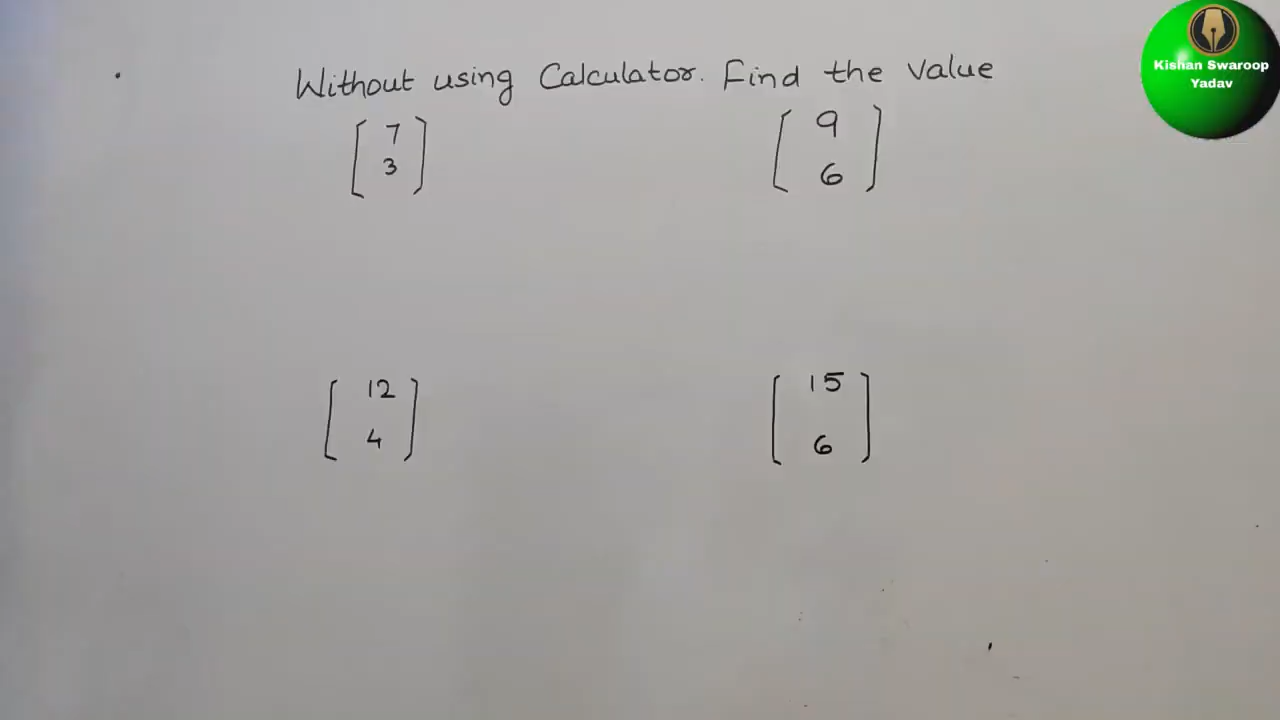 Without using Calculator. Find the value
[ 7 3 ]
[ 9 6 ]
[ 12 4 ]
[ 15 6 ]
Kishan Swaroop
Yadav